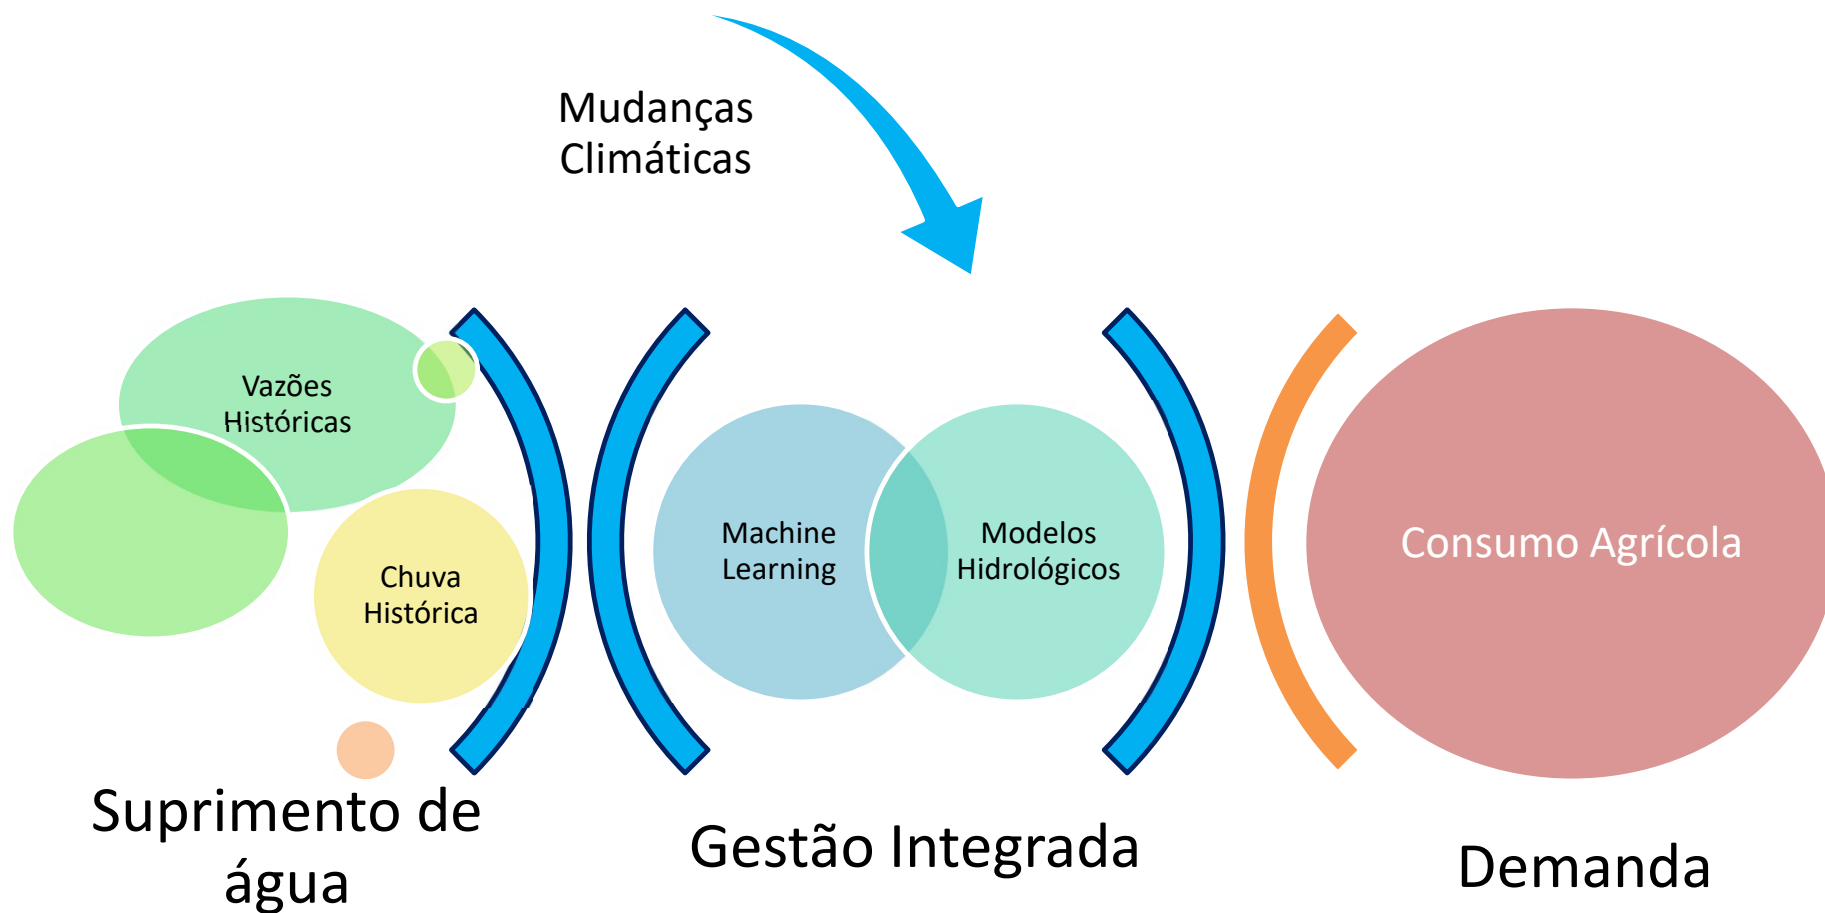 Mudanças
Climáticas
Vazões
Históricas
Chuva
Histórica
Machine
Learning
Modelos
Hidrológicos
Consumo Agrícola
Suprimento de
água
Gestão Integrada
Demanda